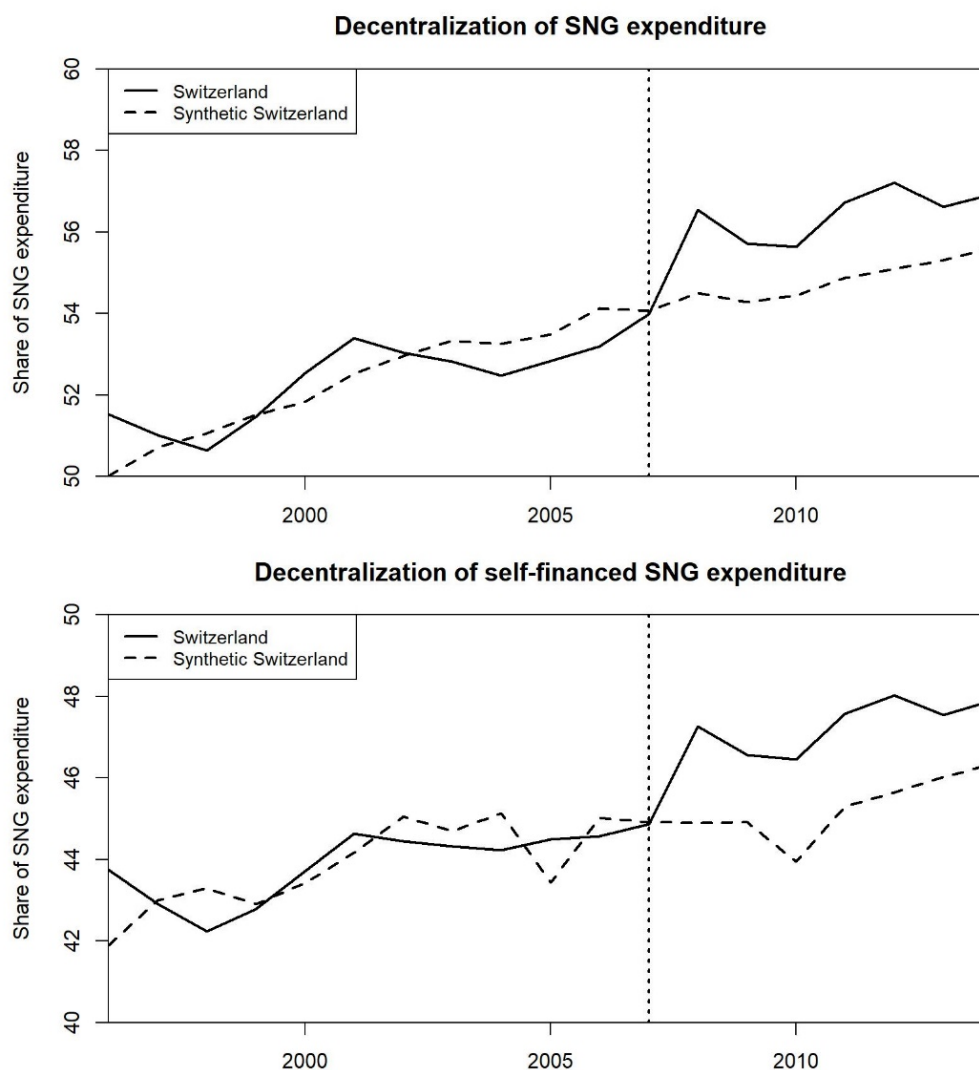 Decentralization of SNG expenditure
Switzerland
Synthetic Switzerland
Share of SNG expenditure
60
58
56
54
52
50
2000 2005 2010
Decentralization of self-financed SNG expenditure
Switzerland
Synthetic Switzerland
Share of SNG expenditure
50
48
46
44
42
40
2000 2005 2010